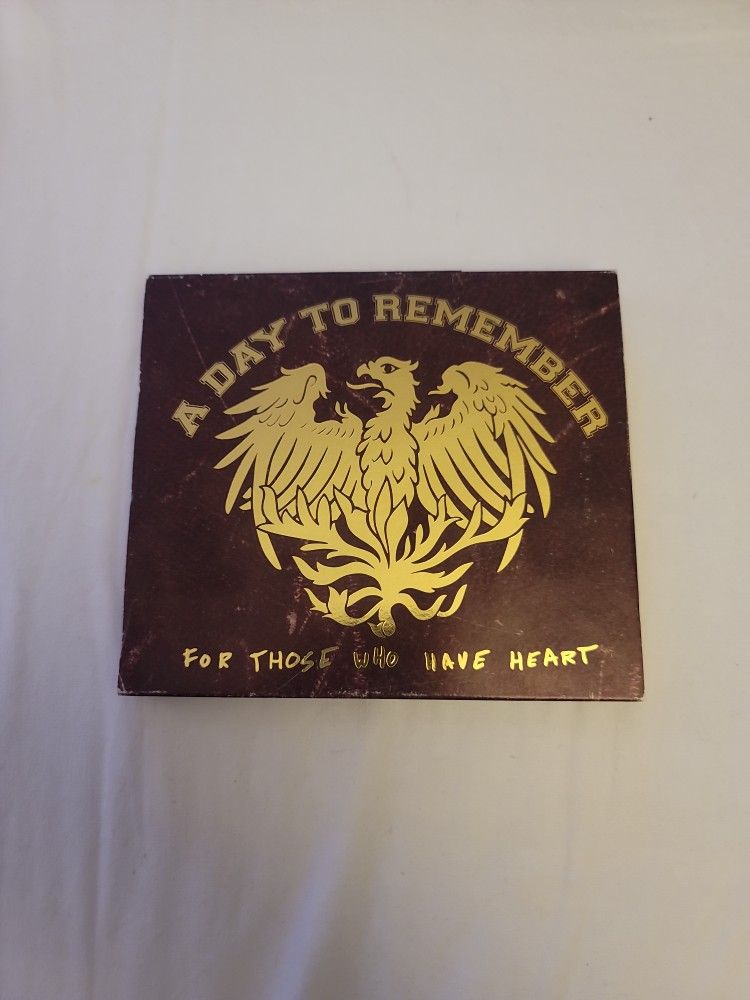 A DAY TO REMEMBER
FOR THOSE WHO HAVE HEART